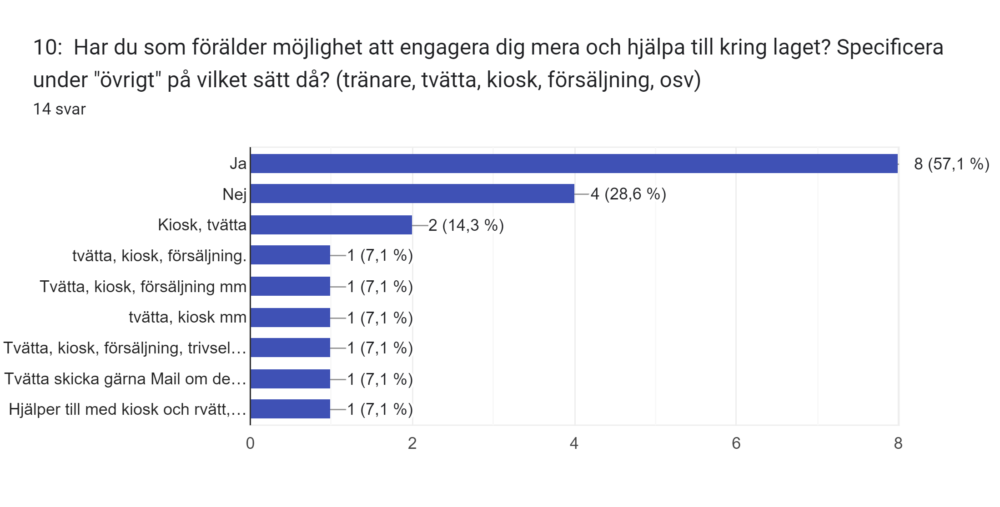 10:  Har du som förälder möjlighet att engagera dig mera och hjälpa till kring laget? Specificera
under "övrigt" på vilket sätt då? (tränare, tvätta, kiosk, försäljning, osv)
14 svar
Ja 8 (57,1 %)
Nej 4 (28,6 %)
Kiosk, tvätta 2 (14,3 %)
tvätta, kiosk, försäljning. 1 (7,1 %)
Tvätta, kiosk, försäljning mm 1 (7,1 %)
tvätta, kiosk mm 1 (7,1 %)
Tvätta, kiosk, försäljning, trivsel… 1 (7,1 %)
Tvätta skicka gärna Mail om de… 1 (7,1 %)
Hjälper till med kiosk och rvätt,… 1 (7,1 %)
0 2 4 6 8